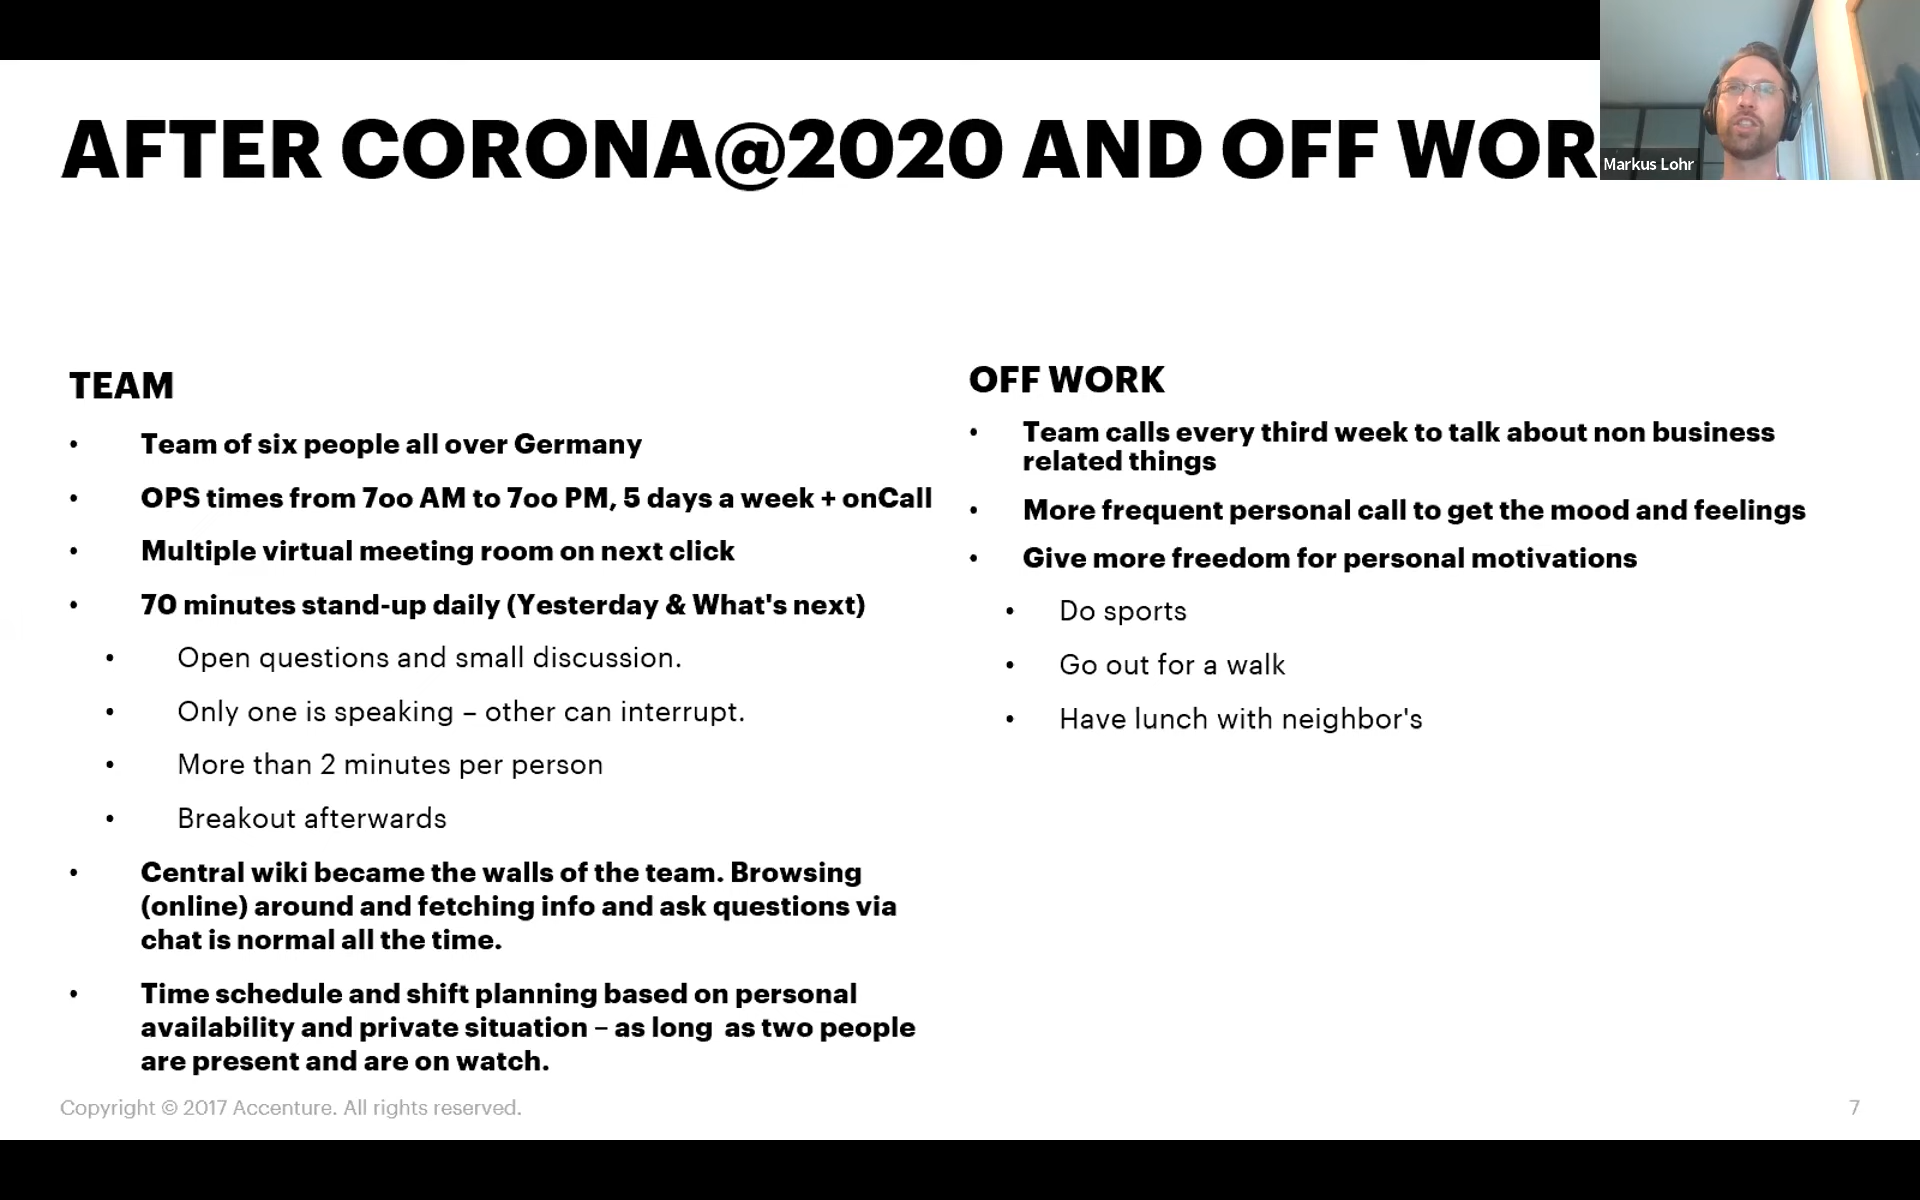 AFTER CORONA@2020 AND OFF WOR
Markus Lohr
TEAM
• Team of six people all over Germany
• OPS times from 7oo AM to 7oo PM, 5 days a week + onCall
• Multiple virtual meeting room on next click
• 70 minutes stand-up daily (Yesterday & What's next)
• Open questions and small discussion.
• Only one is speaking – other can interrupt.
• More than 2 minutes per person
• Breakout afterwards
• Central wiki became the walls of the team. Browsing
(online) around and fetching info and ask questions via
chat is normal all the time.
• Time schedule and shift planning based on personal
availability and private situation – as long  as two people
are present and are on watch.
OFF WORK
• Team calls every third week to talk about non business
related things
• More frequent personal call to get the mood and feelings
• Give more freedom for personal motivations
• Do sports
• Go out for a walk
• Have lunch with neighbor's
Copyright © 2017 Accenture. All rights reserved.
7